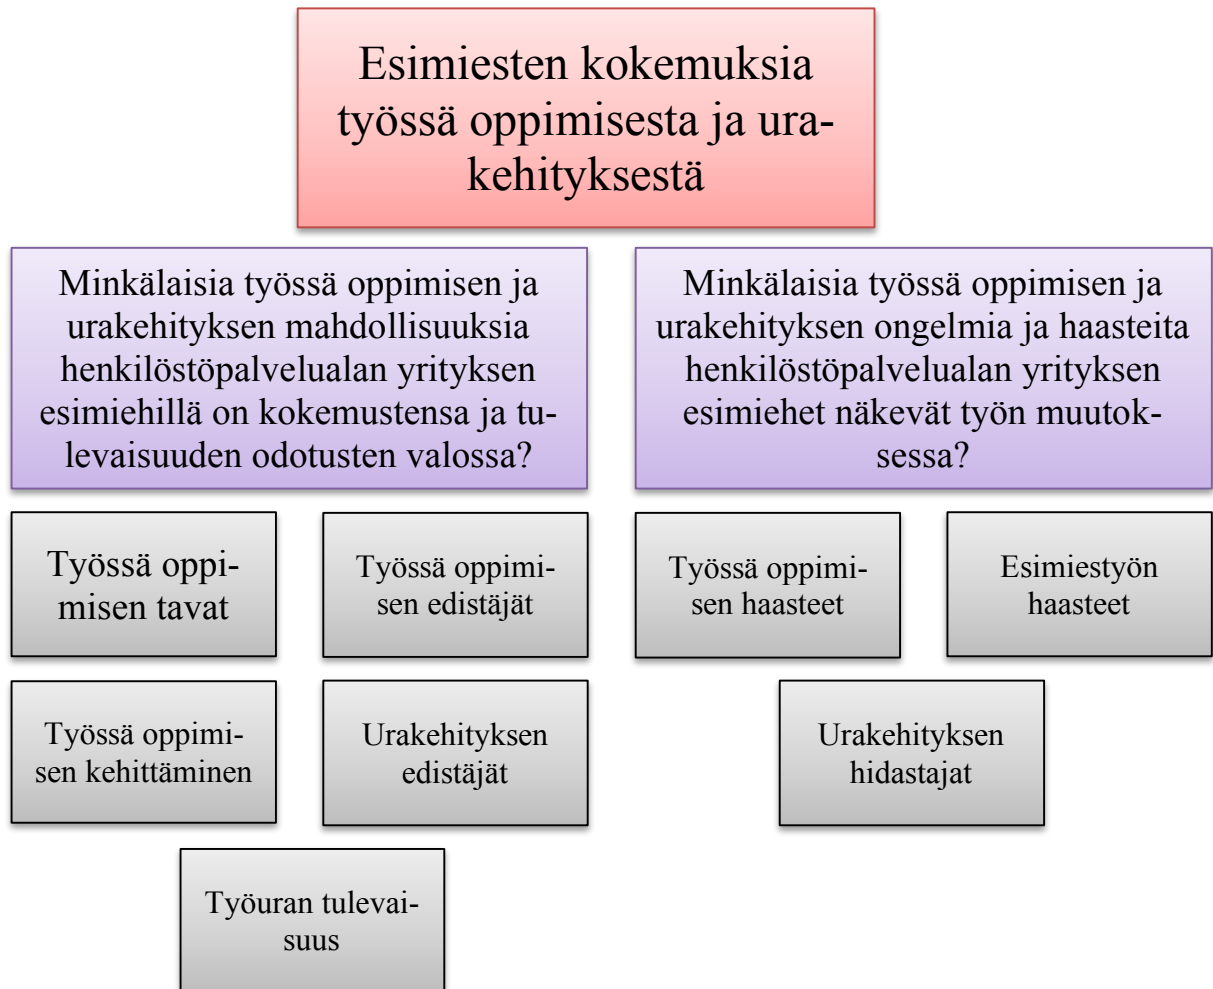 Esimiesten kokemuksia
työssä oppimisesta ja ura-
kehityksestä
Minkälaisia työssä oppimisen ja
urakehityksen mahdollisuuksia
henkilöstöpalvelualan yrityksen
esimiehillä on kokemustensa ja tu-
levaisuuden odotusten valossa?
Minkälaisia työssä oppimisen ja
urakehityksen ongelmia ja haasteita
henkilöstöpalvelualan yrityksen
esimiehet näkevät työn muutok-
sessa?
Työssä oppi-
misen tavat
Työssä oppimi-
sen edistäjät
Työssä oppimi-
sen haasteet
Esimiestyön
haasteet
Työssä oppimi-
sen kehittäminen
Urakehityksen
edistäjät
Urakehityksen
hidastajat
Työuran tulevai-
suus